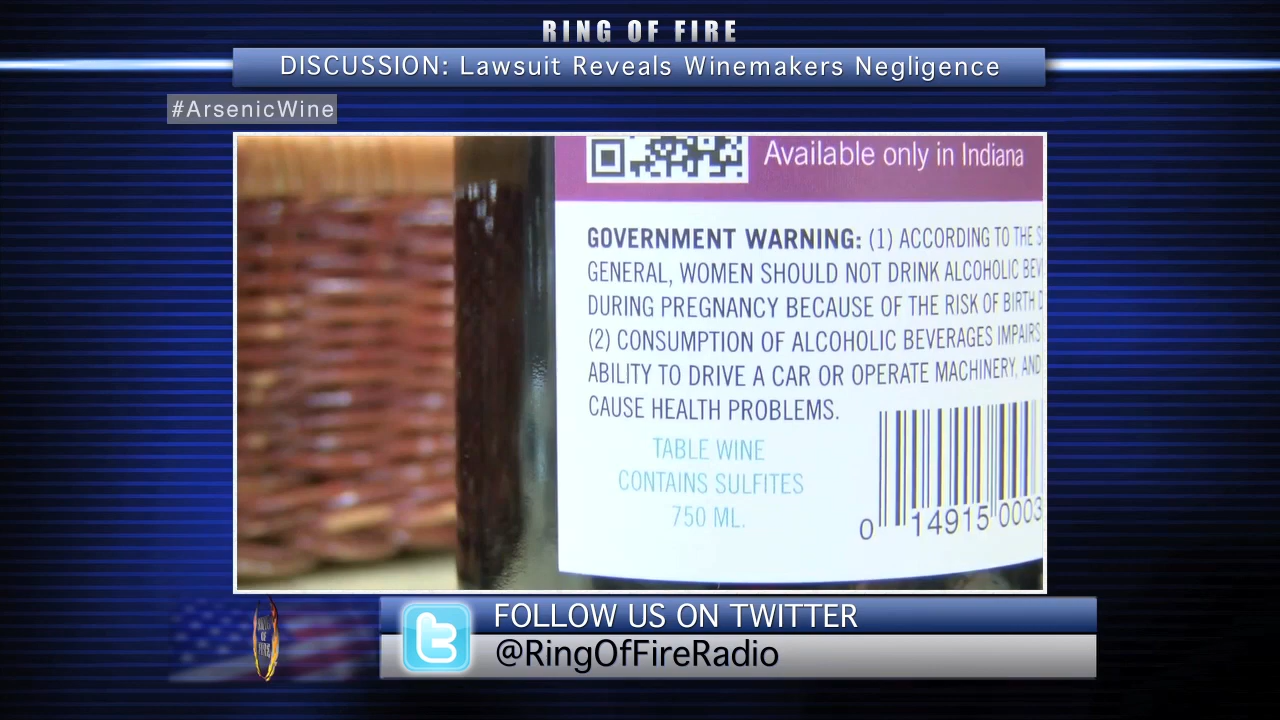 RING OF FIRE
DISCUSSION: Lawsuit Reveals Winemakers Negligence
#ArsenicWine
Available only in Indiana
GOVERNMENT WARNING: (1) ACCORDING TO THE
GENERAL, WOMEN SHOULD NOT DRINK ALCOHOLIC
DURING PREGNANCY BECAUSE OF THE RISK OF BIRTH
(2) CONSUMPTION OF ALCOHOLIC BEVERAGES IMPAIRS
ABILITY TO DRIVE A CAR OR OPERATE MACHINERY, AND
CAUSE HEALTH PROBLEMS.
TABLE WINE
CONTAINS SULFITES
750 ML.
0 14915 0003
RING
OF
FIRE
FOLLOW US ON TWITTER
@RingOfFireRadio